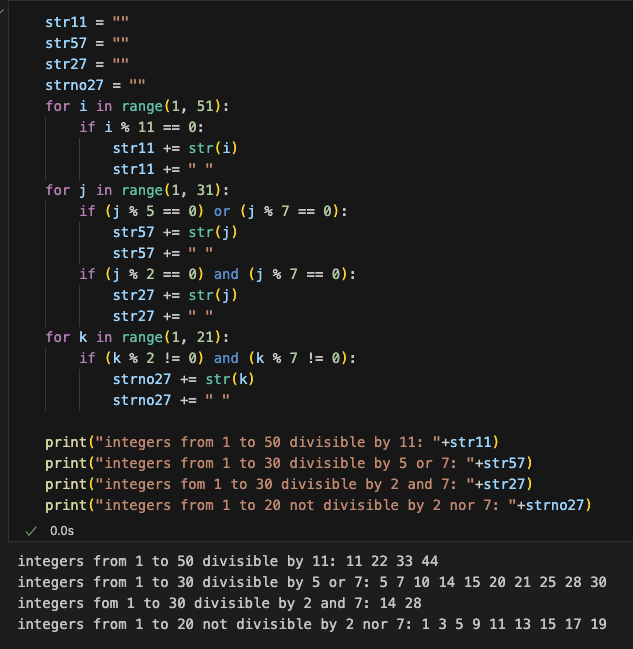 str11 = ""
str57 = ""
str27 = ""
strno27 = ""
for i in range(1, 51):
    if i % 11 == 0:
        str11 += str(i)
        str11 += " "
for j in range(1, 31):
    if (j % 5 == 0) or (j % 7 == 0):
        str57 += str(j)
        str57 += " "
    if (j % 2 == 0) and (j % 7 == 0):
        str27 += str(j)
        str27 += " "
for k in range(1, 21):
    if (k % 2 != 0) and (k % 7 != 0):
        strno27 += str(k)
        strno27 += " "
print("integers from 1 to 50 divisible by 11: "+str11)
print("integers from 1 to 30 divisible by 5 or 7: "+str57)
print("integers fom 1 to 30 divisible by 2 and 7: "+str27)
print("integers from 1 to 20 not divisible by 2 nor 7: "+strno27)
0.0s
integers from 1 to 50 divisible by 11: 11 22 33 44
integers from 1 to 30 divisible by 5 or 7: 5 7 10 14 15 20 21 25 28 30
integers fom 1 to 30 divisible by 2 and 7: 14 28
integers from 1 to 20 not divisible by 2 nor 7: 1 3 5 9 11 13 15 17 19